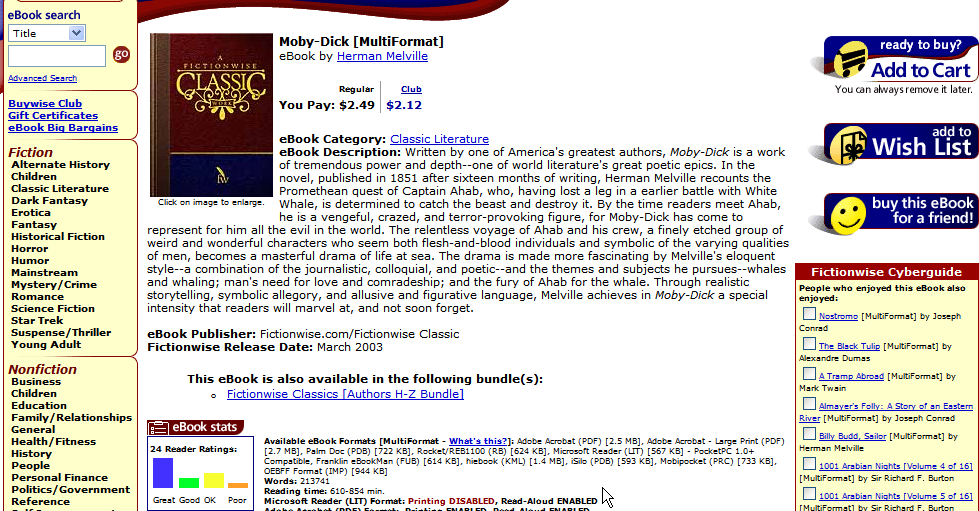 eBook search
Title
go
Advanced Search
Buywise Club
Gift Certificates
eBook Big Bargains
Fiction
Alternate History
Children
Classic Literature
Dark Fantasy
Erotica
Fantasy
Historical Fiction
Horror
Humor
Mainstream
Mystery/Crime
Romance
Science Fiction
Star Trek
Suspense/Thriller
Young Adult
Nonfiction
Business
Children
Education
Family/Relationships
General
Health/Fitness
History
People
Personal Finance
Politics/Government
Reference
A
FICTIONWISE
CLASSIC
WORK
Click on image to enlarge.
Moby-Dick [MultiFormat]
eBook by Herman Melville
Regular Club
You Pay: $2.49 $2.12
eBook Category: Classic Literature
eBook Description: Written by one of America's greatest authors, Moby-Dick is a work
of tremendous power and depth--one of world literature's great poetic epics. In the
novel, published in 1851 after sixteen months of writing, Herman Melville recounts the
Promethean quest of Captain Ahab, who, having lost a leg in a earlier battle with White
Whale, is determined to catch the beast and destroy it. By the time readers meet Ahab,
he is a vengeful, crazed, and terror-provoking figure, for Moby-Dick has come to
represent for him all the evil in the world. The relentless voyage of Ahab and his crew, a finely etched group of
weird and wonderful characters who seem both flesh-and-blood individuals and symbolic of the varying qualities
of men, becomes a masterful drama of life at sea. The drama is made more fascinating by Melville's eloquent
style--a combination of the journalistic, colloquial, and poetic--and the themes and subjects he pursues--whales
and whaling; man's need for love and comradeship; and the fury of Ahab for the whale. Through realistic
storytelling, symbolic allegory, and allusive and figurative language, Melville achieves in Moby-Dick a special
intensity that readers will marvel at, and not soon forget.
eBook Publisher: Fictionwise.com/Fictionwise Classic
Fictionwise Release Date: March 2003
This eBook is also available in the following bundle(s):
Fictionwise Classics [Authors H-Z Bundle]
eBook stats
24 Reader Ratings:
Great Good OK Poor
Available eBook Formats [MultiFormat - What's this?]: Adobe Acrobat (PDF) [2.5 MB], Adobe Acrobat - Large Print (PDF)
[2.7 MB], Palm Doc (PDB) [722 KB], Rocket/REB1100 (RB) [624 KB], Microsoft Reader (LIT) [567 KB] - PocketPC 1.0+
Compatible, Franklin eBookMan (FUB) [614 KB], hiebook (KML) [1.4 MB], iSilo (PDB) [593 KB], Mobipocket (PRC) [733 KB],
OEBFF Format (IMP) [944 KB]
Words: 213741
Reading time: 610-854 min.
Microsoft Reader (LIT) Format: Printing DISABLED, Read-Aloud ENABLED
Adobe Acrobat (PDF) Format: Printing ENABLED, Read-Aloud ENABLED
ready to buy?
Add to Cart
You can always remove it later.
add to
Wish List
buy this eBook
for a friend!
Fictionwise Cyberguide
People who enjoyed this eBook also
enjoyed:
Nostromo [MultiFormat] by Joseph
Conrad
The Black Tulip [MultiFormat] by
Alexandre Dumas
A Tramp Abroad [MultiFormat] by
Mark Twain
Almayer's Folly: A Story of an Eastern
River [MultiFormat] by Joseph Conrad
Billy Budd, Sailor [MultiFormat] by
Herman Melville
1001 Arabian Nights [Volume 4 of 16]
[MultiFormat] by Sir Richard F. Burton
1001 Arabian Nights [Volume 5 of 16]
[MultiFormat] by Sir Richard F. Burton